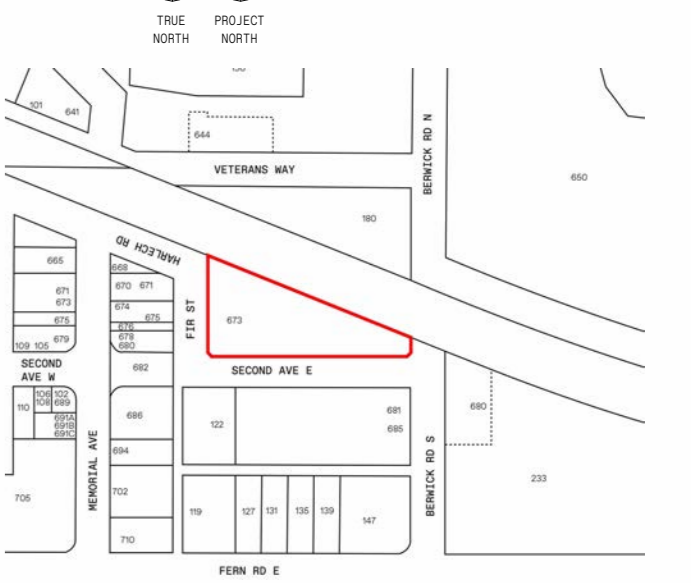 TRUE
NORTH
PROJECT
NORTH
101
641
644
VETERANS WAY
BERWICK RD N
650
180
HARLECH RD
665
671
673
675
679
109 105
668
670 671
674
675
676
678
680
FIR ST
673
SECOND
AVE W
682
SECOND AVE E
110
106 102
108 689
691A
691B
691C
686
122
681
685
680
MEMORIAL AVE
694
BERWICK RD S
233
705
702
119
127
131
135
139
147
710
FERN RD E